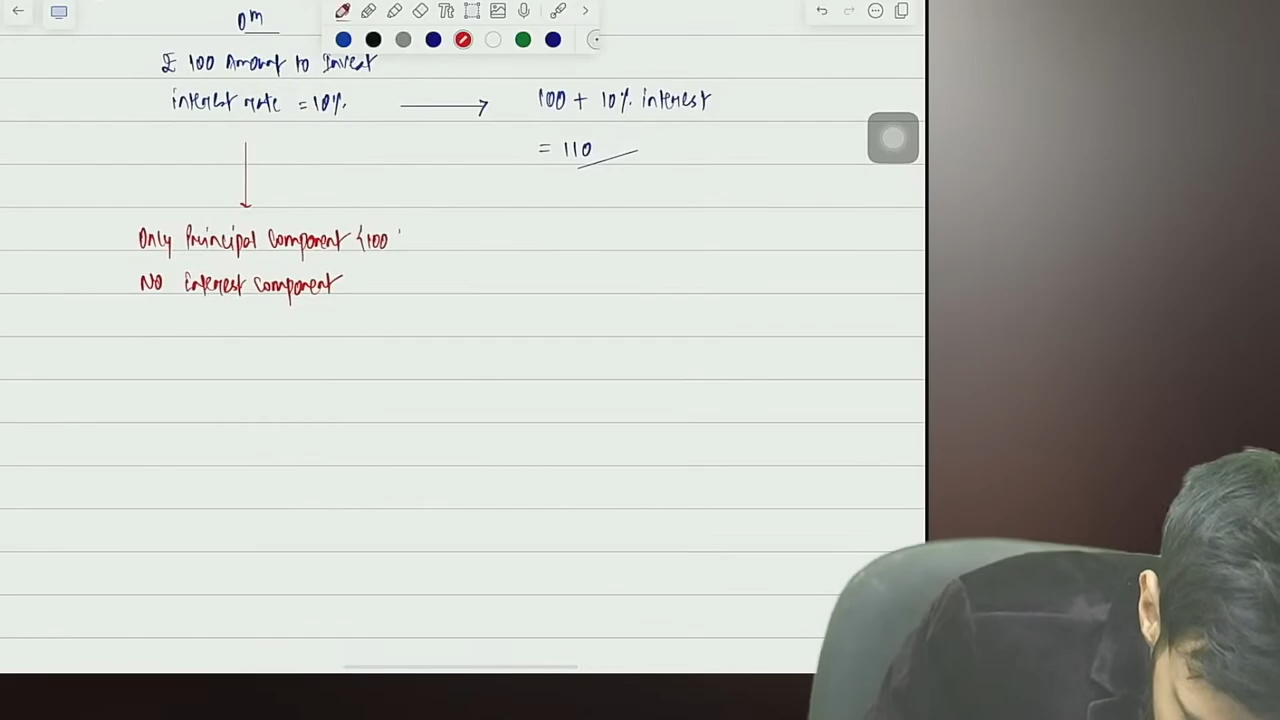 0m
£ 100 Amount to Invest
interest rate = 10% → 100 + 10% interest
= 110
Only Principal Component {100
No interest component